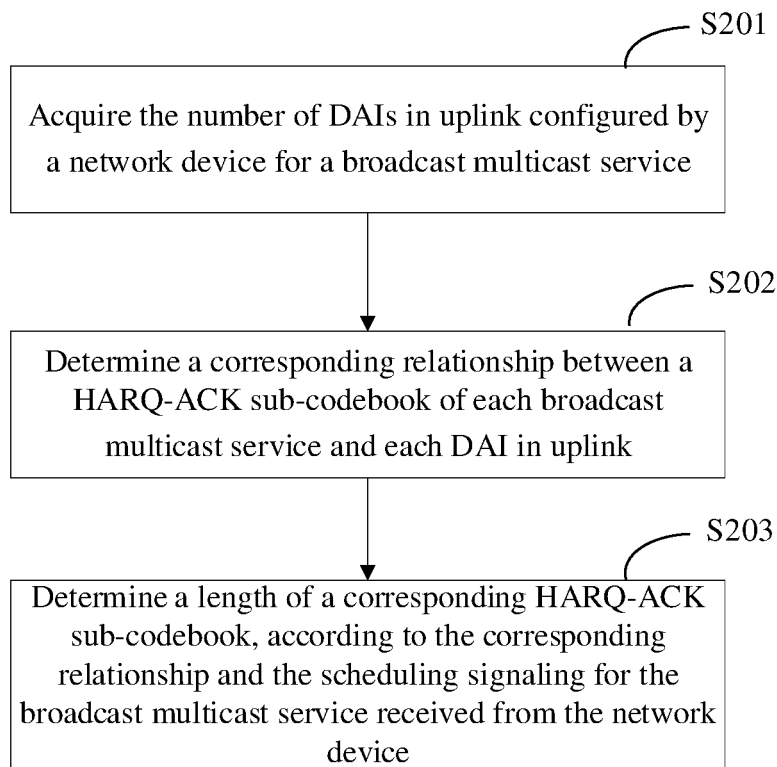 S201
Acquire the number of DAIs in uplink configured by
a network device for a broadcast multicast service
S202
Determine a corresponding relationship between a
HARQ-ACK sub-codebook of each broadcast
multicast service and each DAI in uplink
S203
Determine a length of a corresponding HARQ-ACK
sub-codebook, according to the corresponding
relationship and the scheduling signaling for the
broadcast multicast service received from the network
device